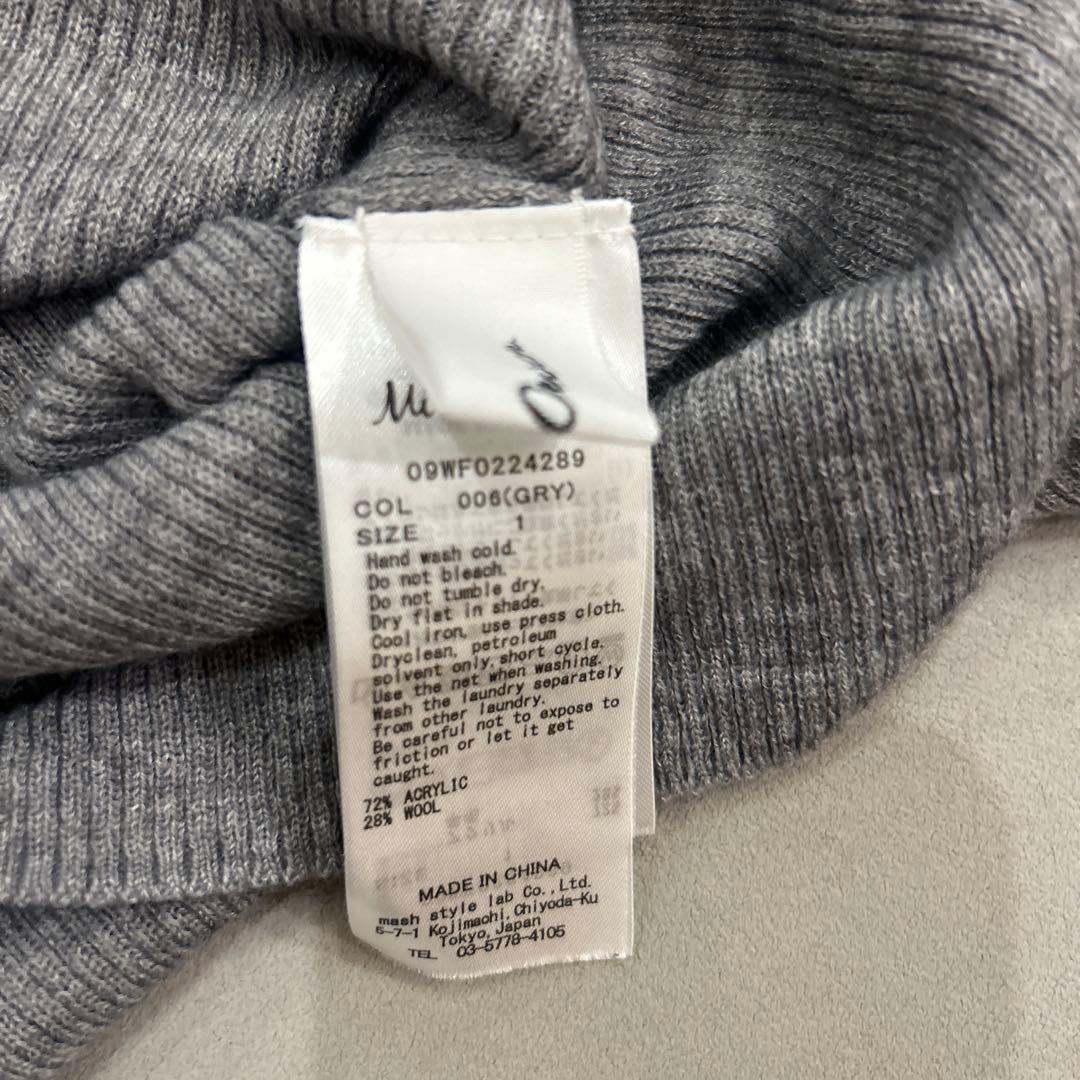 09WF0224289
COL 006(GRY)
SIZE 1
Hand wash cold.
Do not bleach.
Do not tumble dry.
Dry flat in shade.
Cool iron, use press cloth.
Dryclean, petroleum
solvent only, short cycle.
Use the net when washing.
Wash the laundry separately
from other laundry.
Be careful not to expose to
friction or let it get
caught.
72% ACRYLIC
28% WOOL
MADE IN CHINA
mash style lab Co.,Ltd.
5-7-1 Kojimachi, Chiyoda-Ku
Tokyo, Japan
TEL 03-5778-4105